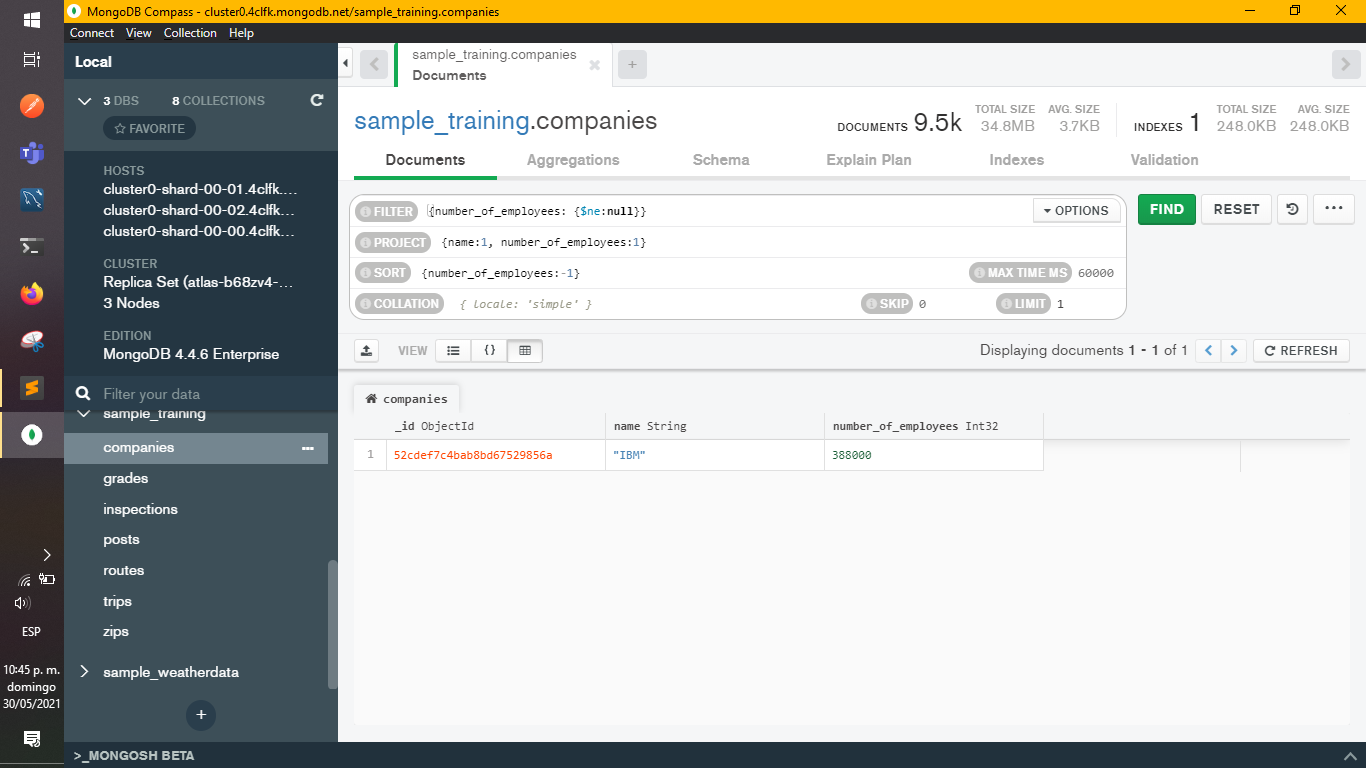 MongoDB Compass - cluster0.4clfk.mongodb.net/sample_training.companies
Connect View Collection Help
Local
3 DBS 8 COLLECTIONS
FAVORITE
HOSTS
cluster0-shard-00-01.4clfk....
cluster0-shard-00-02.4clfk...
cluster0-shard-00-00.4clfk...
CLUSTER
Replica Set (atlas-b68zv4-...
3 Nodes
EDITION
MongoDB 4.4.6 Enterprise
Filter your data
sample_training
companies
grades
inspections
posts
routes
trips
zips
sample_weatherdata
+
>_MONGOSH BETA
ESP
10:45 p. m.
domingo
30/05/2021
sample_training.companies
Documents
sample_training.companies
DOCUMENTS 9.5k
TOTAL SIZE AVG. SIZE
34.8MB 3.7KB
INDEXES 1
TOTAL SIZE AVG. SIZE
248.0KB 248.0KB
Documents Aggregations Schema Explain Plan Indexes Validation
FILTER {number_of_employees: {$ne:null}} OPTIONS FIND RESET ...
PROJECT {name:1, number_of_employees:1}
SORT {number_of_employees:-1} MAX TIME MS 60000
COLLATION { locale: 'simple' } SKIP 0 LIMIT 1
VIEW {} Displaying documents 1 - 1 of 1 REFRESH
companies
_id ObjectId name String number_of_employees Int32
1 52cdef7c4bab8bd67529856a "IBM" 388000